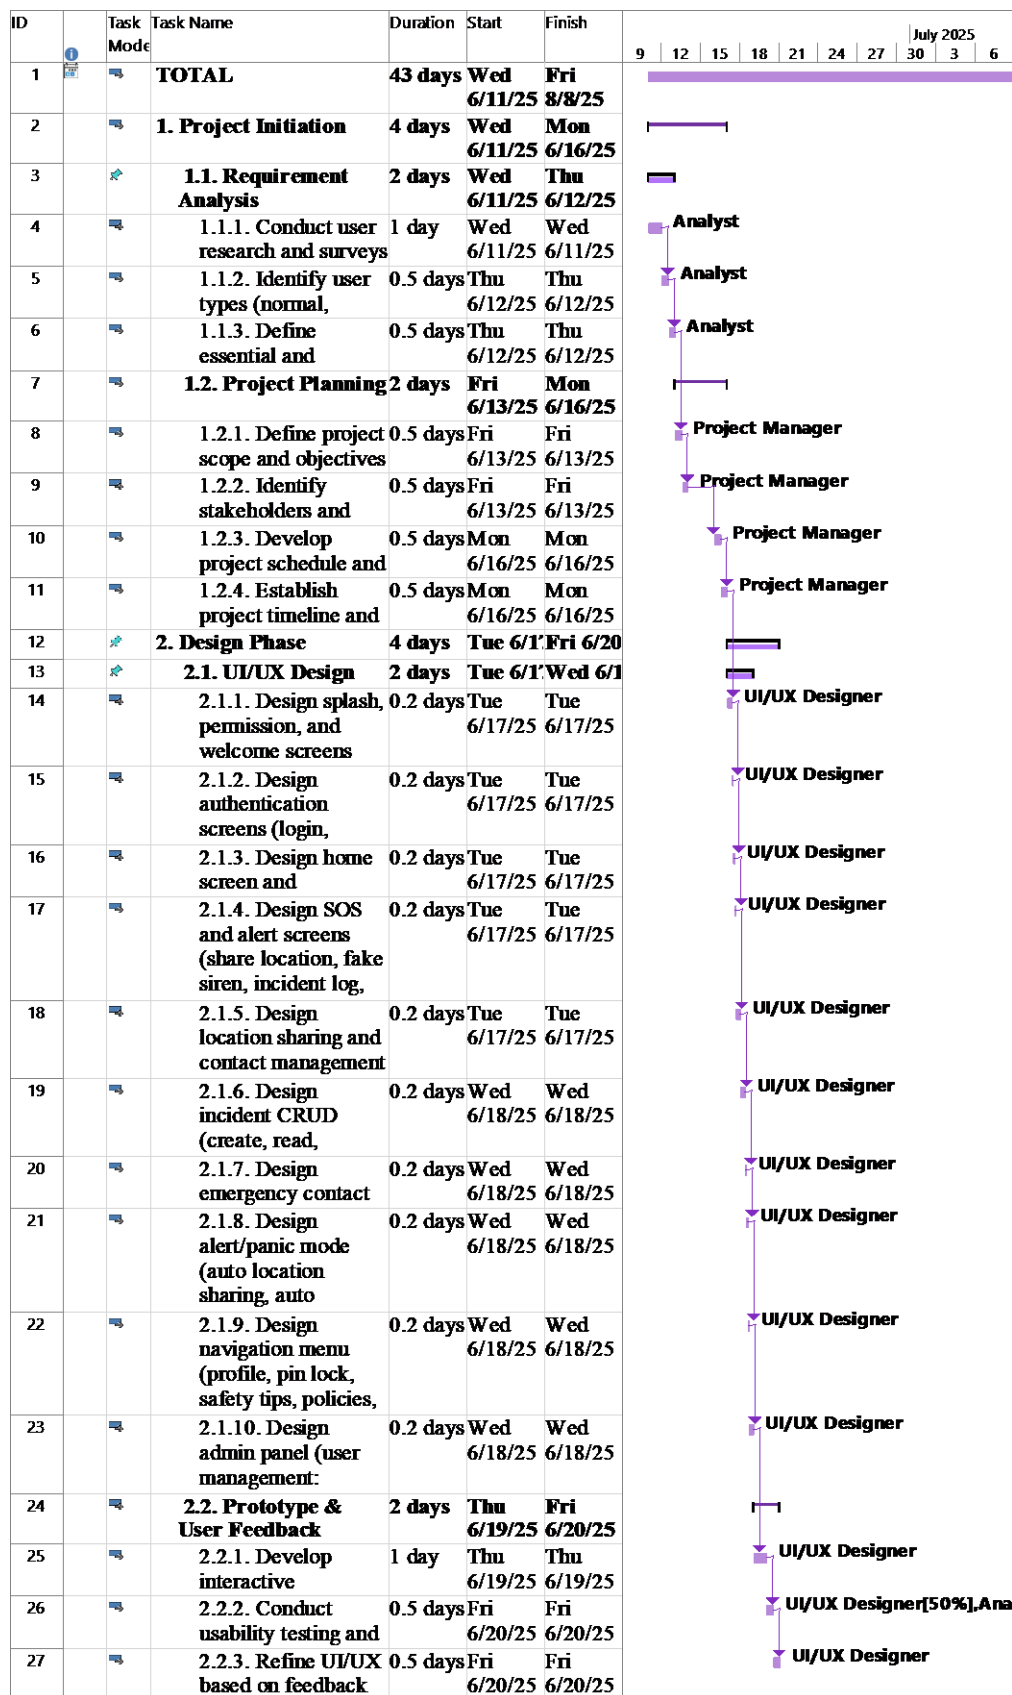 ID Task Mode Task Name Duration Start Finish
July 2025
9 12 15 18 21 24 27 30 3 6
1 TOTAL 43 days Wed 6/11/25 Fri 8/8/25
2 1. Project Initiation 4 days Wed 6/11/25 Mon 6/16/25
3 1.1. Requirement Analysis 2 days Wed 6/11/25 Thu 6/12/25
4 1.1.1. Conduct user research and surveys 1 day Wed 6/11/25 Wed 6/11/25 Analyst
5 1.1.2. Identify user types (normal, 0.5 days Thu 6/12/25 Thu 6/12/25 Analyst
6 1.1.3. Define essential and 0.5 days Thu 6/12/25 Thu 6/12/25 Analyst
7 1.2. Project Planning 2 days Fri 6/13/25 Mon 6/16/25
8 1.2.1. Define project scope and objectives 0.5 days Fri 6/13/25 Fri 6/13/25 Project Manager
9 1.2.2. Identify stakeholders and 0.5 days Fri 6/13/25 Fri 6/13/25 Project Manager
10 1.2.3. Develop project schedule and 0.5 days Mon 6/16/25 Mon 6/16/25 Project Manager
11 1.2.4. Establish project timeline and 0.5 days Mon 6/16/25 Mon 6/16/25 Project Manager
12 2. Design Phase 4 days Tue 6/17 Fri 6/20
13 2.1. UI/UX Design 2 days Tue 6/17 Wed 6/1
14 2.1.1. Design splash, permission, and welcome screens 0.2 days Tue 6/17/25 Tue 6/17/25 UI/UX Designer
15 2.1.2. Design authentication screens (login, 0.2 days Tue 6/17/25 Tue 6/17/25 UI/UX Designer
16 2.1.3. Design home screen and 0.2 days Tue 6/17/25 Tue 6/17/25 UI/UX Designer
17 2.1.4. Design SOS and alert screens (share location, fake siren, incident log, 0.2 days Tue 6/17/25 Tue 6/17/25 UI/UX Designer
18 2.1.5. Design location sharing and contact management 0.2 days Tue 6/17/25 Tue 6/17/25 UI/UX Designer
19 2.1.6. Design incident CRUD (create, read, 0.2 days Wed 6/18/25 Wed 6/18/25 UI/UX Designer
20 2.1.7. Design emergency contact 0.2 days Wed 6/18/25 Wed 6/18/25 UI/UX Designer
21 2.1.8. Design alert/panic mode (auto location sharing, auto 0.2 days Wed 6/18/25 Wed 6/18/25 UI/UX Designer
22 2.1.9. Design navigation menu (profile, pin lock, safety tips, policies, 0.2 days Wed 6/18/25 Wed 6/18/25 UI/UX Designer
23 2.1.10. Design admin panel (user management: 0.2 days Wed 6/18/25 Wed 6/18/25 UI/UX Designer
24 2.2. Prototype & User Feedback 2 days Thu 6/19/25 Fri 6/20/25
25 2.2.1. Develop interactive 1 day Thu 6/19/25 Thu 6/19/25 UI/UX Designer
26 2.2.2. Conduct usability testing and 0.5 days Fri 6/20/25 Fri 6/20/25 UI/UX Designer[50%],Ana
27 2.2.3. Refine UI/UX based on feedback 0.5 days Fri 6/20/25 Fri 6/20/25 UI/UX Designer